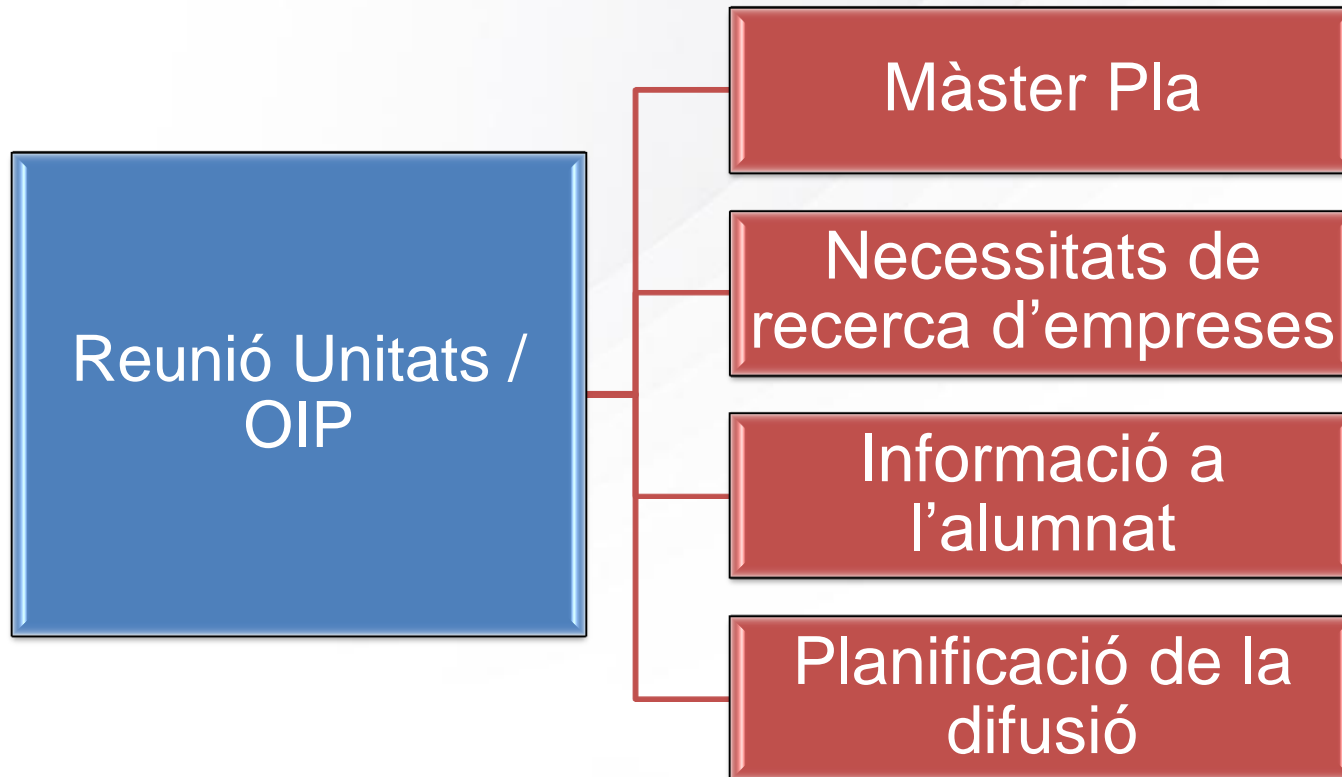 Reunió Unitats /
OIP
Màster Pla
Necessitats de
recerca d’empreses
Informació a
l’alumnat
Planificació de la
difusió